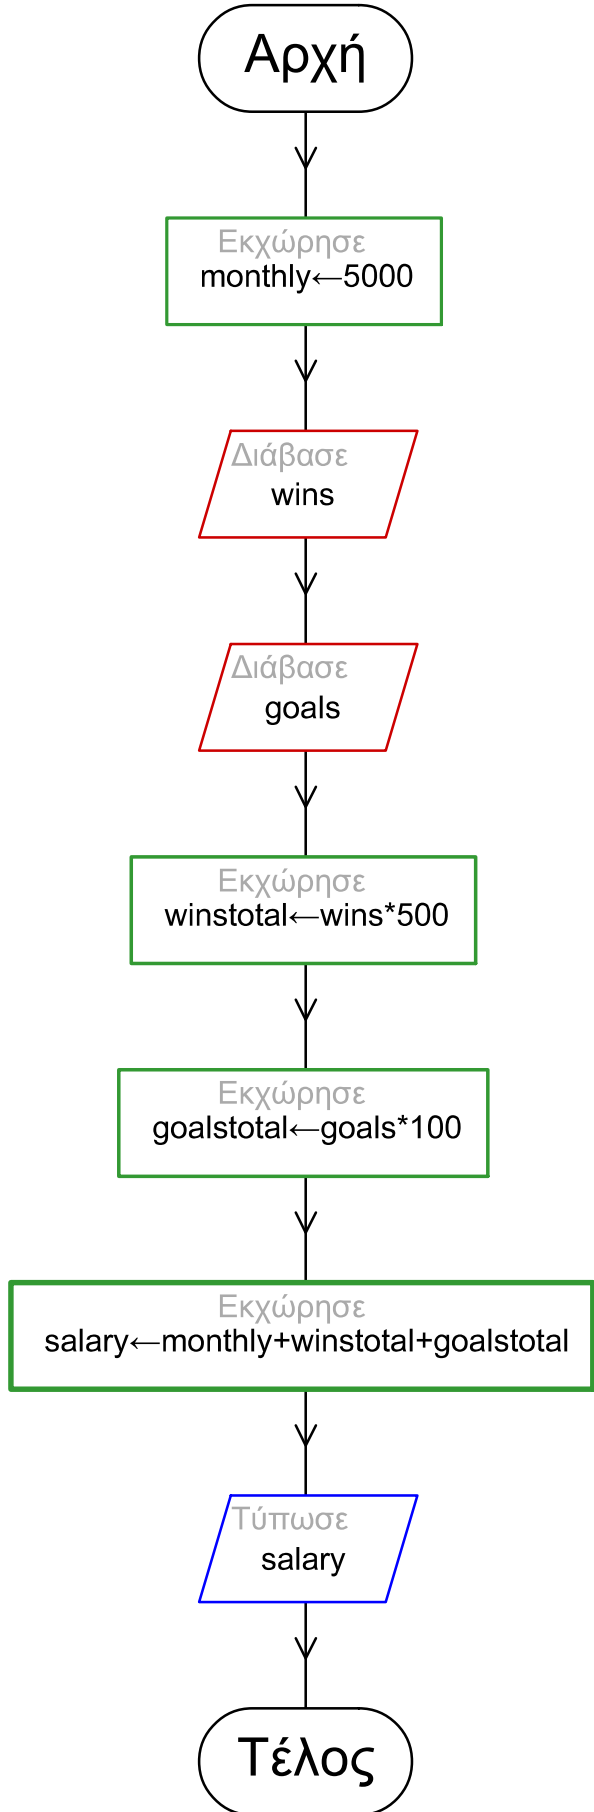 Αρχή
Εκχώρησε
monthly←5000
Διάβασε
wins
Διάβασε
goals
Εκχώρησε
winstotal←wins*500
Εκχώρησε
goalstotal←goals*100
Εκχώρησε
salary←monthly+winstotal+goalstotal
Τύπωσε
salary
Τέλος